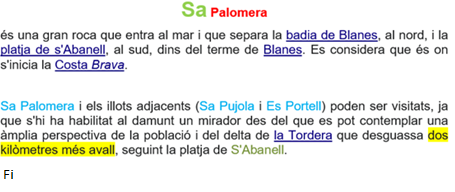 Sa Palomera
és una gran roca que entra al mar i que separa la badia de Blanes, al nord, i la
platja de s'Abanell, al sud, dins del terme de Blanes. Es considera que és on
s'inicia la Costa Brava.
Sa Palomera i els illots adjacents (Sa Pujola i Es Portell) poden ser visitats, ja
que s'hi ha habilitat al damunt un mirador des del que es pot contemplar una
àmplia perspectiva de la població i del delta de la Tordera que desguassa dos
kilòmetres més avall, seguint la platja de S'Abanell.
Fi